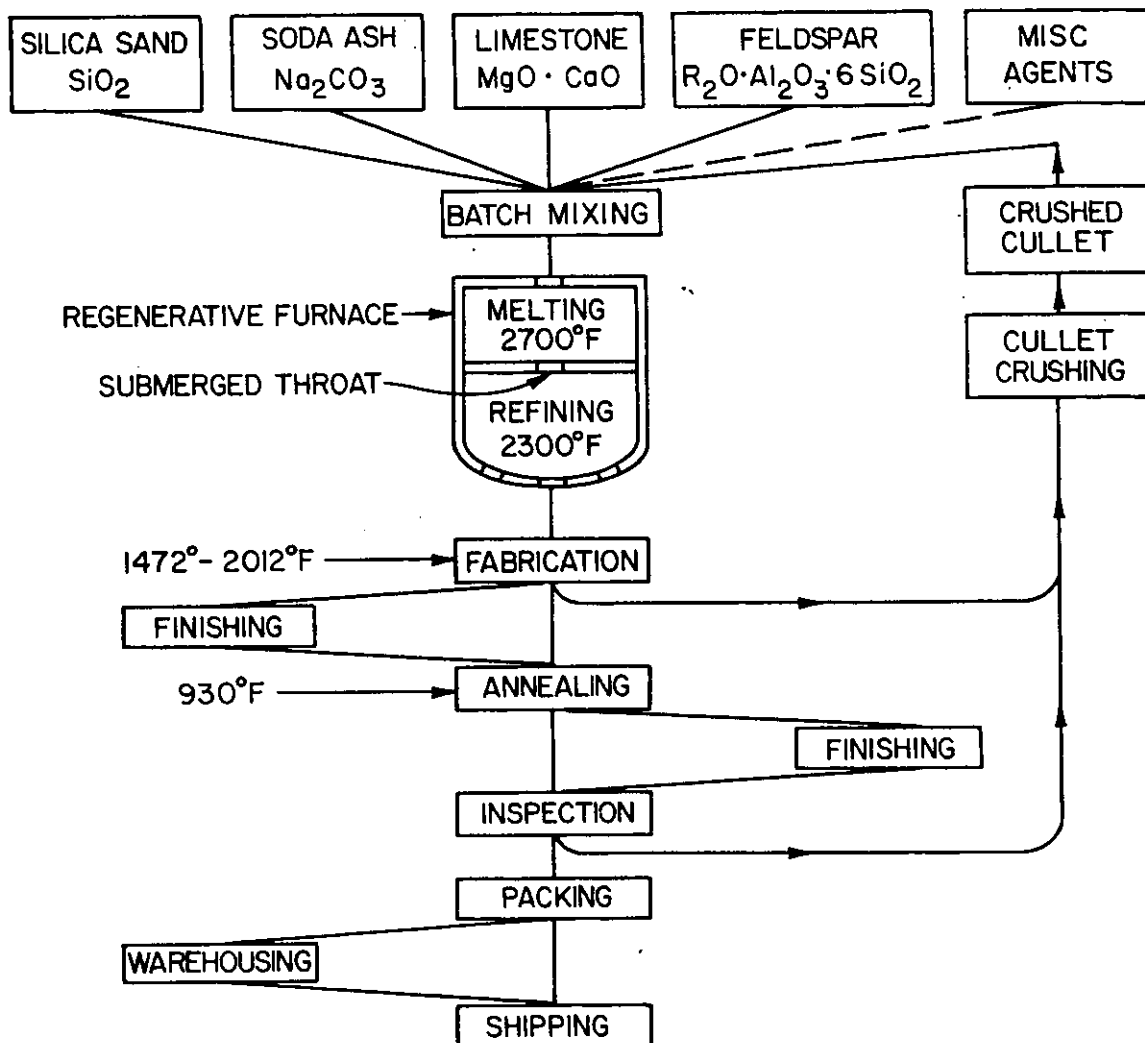 SILICA SAND
SiO₂
SODA ASH
Na₂CO₃
LIMESTONE
MgO · CaO
FELDSPAR
R₂O·Al₂O₃·6SiO₂
MISC
AGENTS
BATCH MIXING
CRUSHED
CULLET
REGENERATIVE FURNACE
MELTING
2700°F
CULLET
CRUSHING
SUBMERGED THROAT
REFINING
2300°F
1472°- 2012°F
FABRICATION
FINISHING
930°F
ANNEALING
FINISHING
INSPECTION
PACKING
WAREHOUSING
SHIPPING